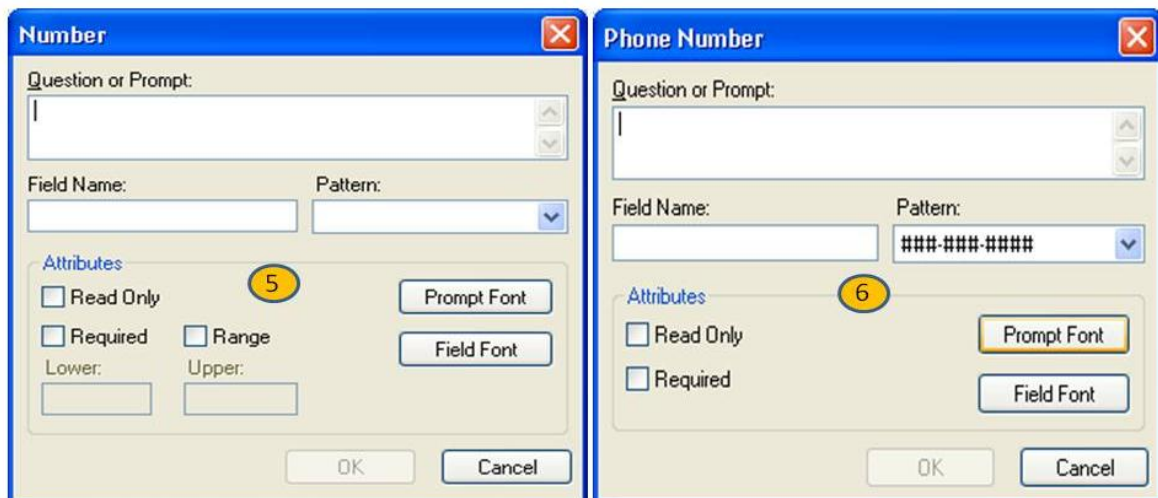 Number
Question or Prompt:
Field Name: Pattern:
Attributes
5
Read Only
Prompt Font
Required Range
Field Font
Lower: Upper:
OK Cancel
Phone Number
Question or Prompt:
Field Name: Pattern:
###-###-####
Attributes
6
Read Only
Prompt Font
Required
Field Font
OK Cancel